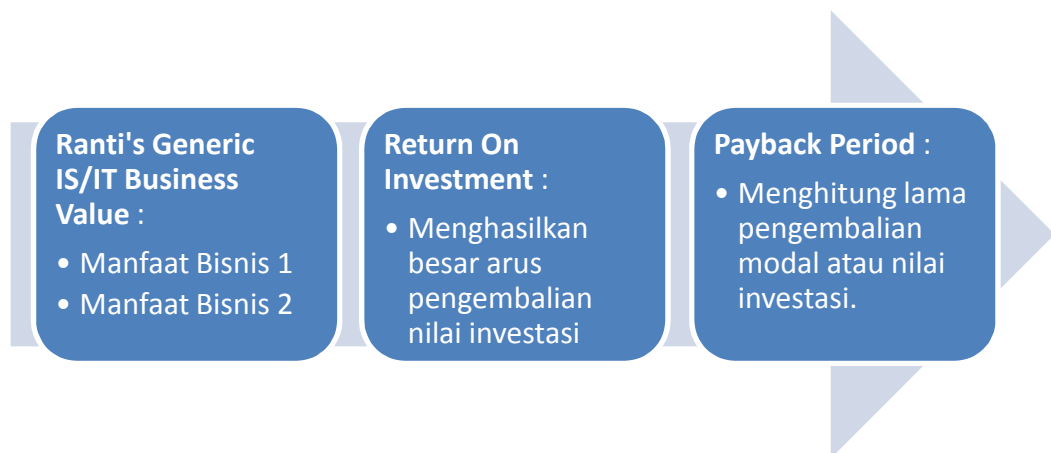 Ranti's Generic
IS/IT Business
Value :
• Manfaat Bisnis 1
• Manfaat Bisnis 2
Return On
Investment :
• Menghasilkan
besar arus
pengembalian
nilai investasi
Payback Period :
• Menghitung lama
pengembalian
modal atau nilai
investasi.